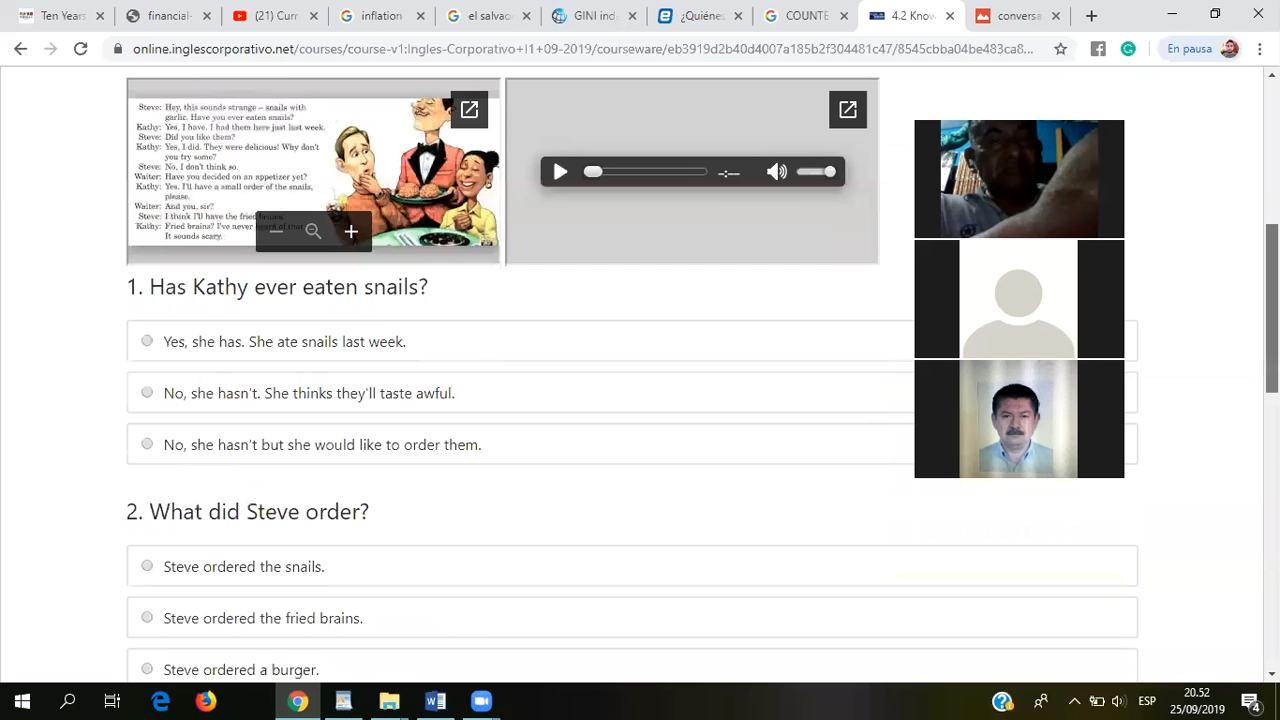 Ten Years
financial-
(21) Curr
inflation
el salvado
GINI inde
¿Quiénes
COUNTE
4.2 Know
conversa
online.inglescorporativo.net/courses/course-v1:Ingles-Corporativo+I1+09-2019/courseware/eb3919d2b40d4007a185b2f304481c47/8545cbba04be483ca8...
En pausa
Steve: Hey, this sounds strange – snails with
garlic. Have you ever eaten snails?
Kathy: Yes, I have. I had them here just last week.
Steve: Did you like them?
Kathy: Yes, I did. They were delicious! Why don't
you try some?
Steve: No, I don't think so.
Waiter: Have you decided on an appetizer yet?
Kathy: Yes. I'll have a small order of the snails,
please.
Waiter: And you, sir?
Steve: I think I'll have the fried brains.
Kathy: Fried brains? I've never heard of that
It sounds scary.
-:--
1. Has Kathy ever eaten snails?
Yes, she has. She ate snails last week.
No, she hasn't. She thinks they'll taste awful.
No, she hasn't but she would like to order them.
2. What did Steve order?
Steve ordered the snails.
Steve ordered the fried brains.
Steve ordered a burger.
ESP
20.52
25/09/2019
4